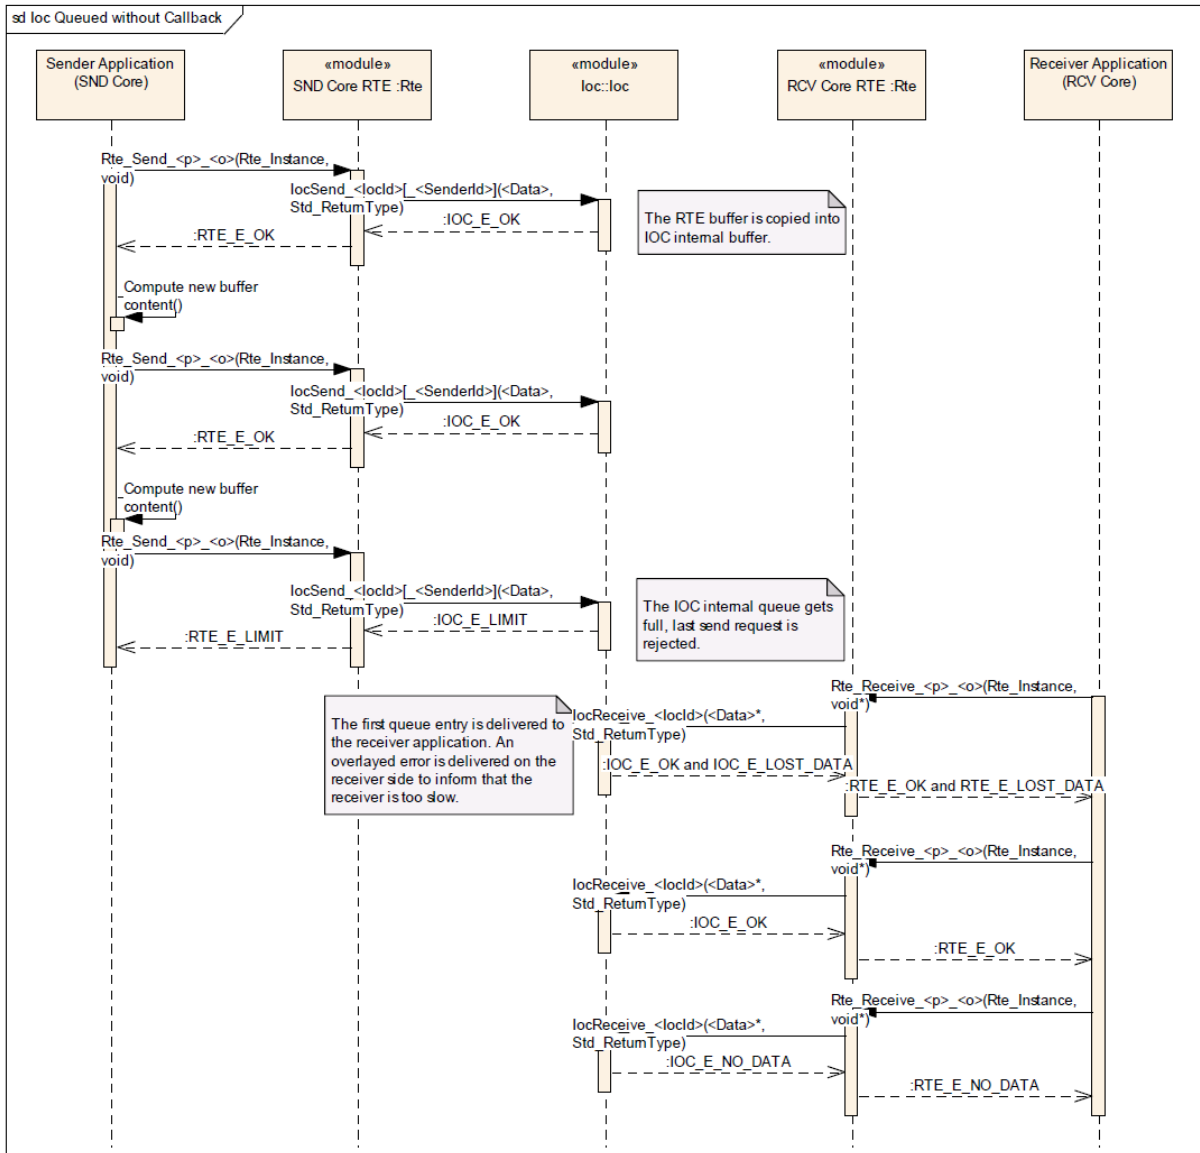 sd Ioc Queued without Callback
Sender Application
(SND Core)
«module»
SND Core RTE :Rte
«module»
Ioc::Ioc
«module»
RCV Core RTE :Rte
Receiver Application
(RCV Core)
Rte_Send_<p>_<o>(Rte_Instance,
void)
IocSend_<IocId>[_<SenderId>](<Data>,
Std_ReturnType)
:IOC_E_OK
:RTE_E_OK
The RTE buffer is copied into
IOC internal buffer.
_Compute new buffer
content()
Rte_Send_<p>_<o>(Rte_Instance,
void)
IocSend_<IocId>[_<SenderId>](<Data>,
Std_ReturnType)
:IOC_E_OK
:RTE_E_OK
_Compute new buffer
content()
Rte_Send_<p>_<o>(Rte_Instance,
void)
IocSend_<IocId>[_<SenderId>](<Data>,
Std_ReturnType)
:IOC_E_LIMIT
:RTE_E_LIMIT
The IOC internal queue gets
full, last send request is
rejected.
Rte_Receive_<p>_<o>(Rte_Instance,
void*)
IocReceive_<IocId>(<Data>*,
Std_ReturnType)
The first queue entry is delivered to
the receiver application. An
overlayed error is delivered on the
receiver side to inform that the
receiver is too slow.
:IOC_E_OK and IOC_E_LOST_DATA
:RTE_E_OK and RTE_E_LOST_DATA
Rte_Receive_<p>_<o>(Rte_Instance,
void*)
IocReceive_<IocId>(<Data>*,
Std_ReturnType)
:IOC_E_OK
:RTE_E_OK
Rte_Receive_<p>_<o>(Rte_Instance,
void*)
IocReceive_<IocId>(<Data>*,
Std_ReturnType)
:IOC_E_NO_DATA
:RTE_E_NO_DATA